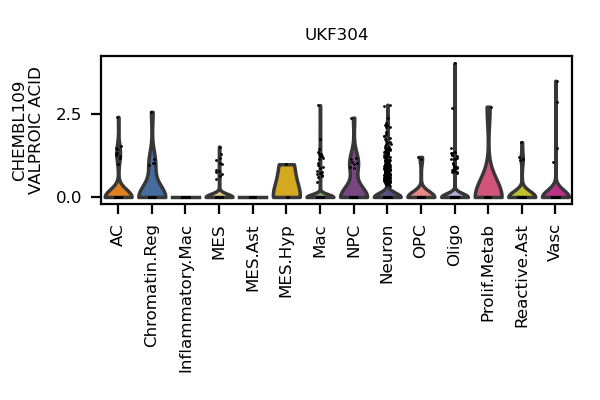 UKF304
CHEMBL109
VALPROIC ACID
2.5
0.0
AC
Chromatin.Reg
Inflammatory.Mac
MES
MES.Ast
MES.Hyp
Mac
NPC
Neuron
OPC
Oligo
Prolif.Metab
Reactive.Ast
Vasc